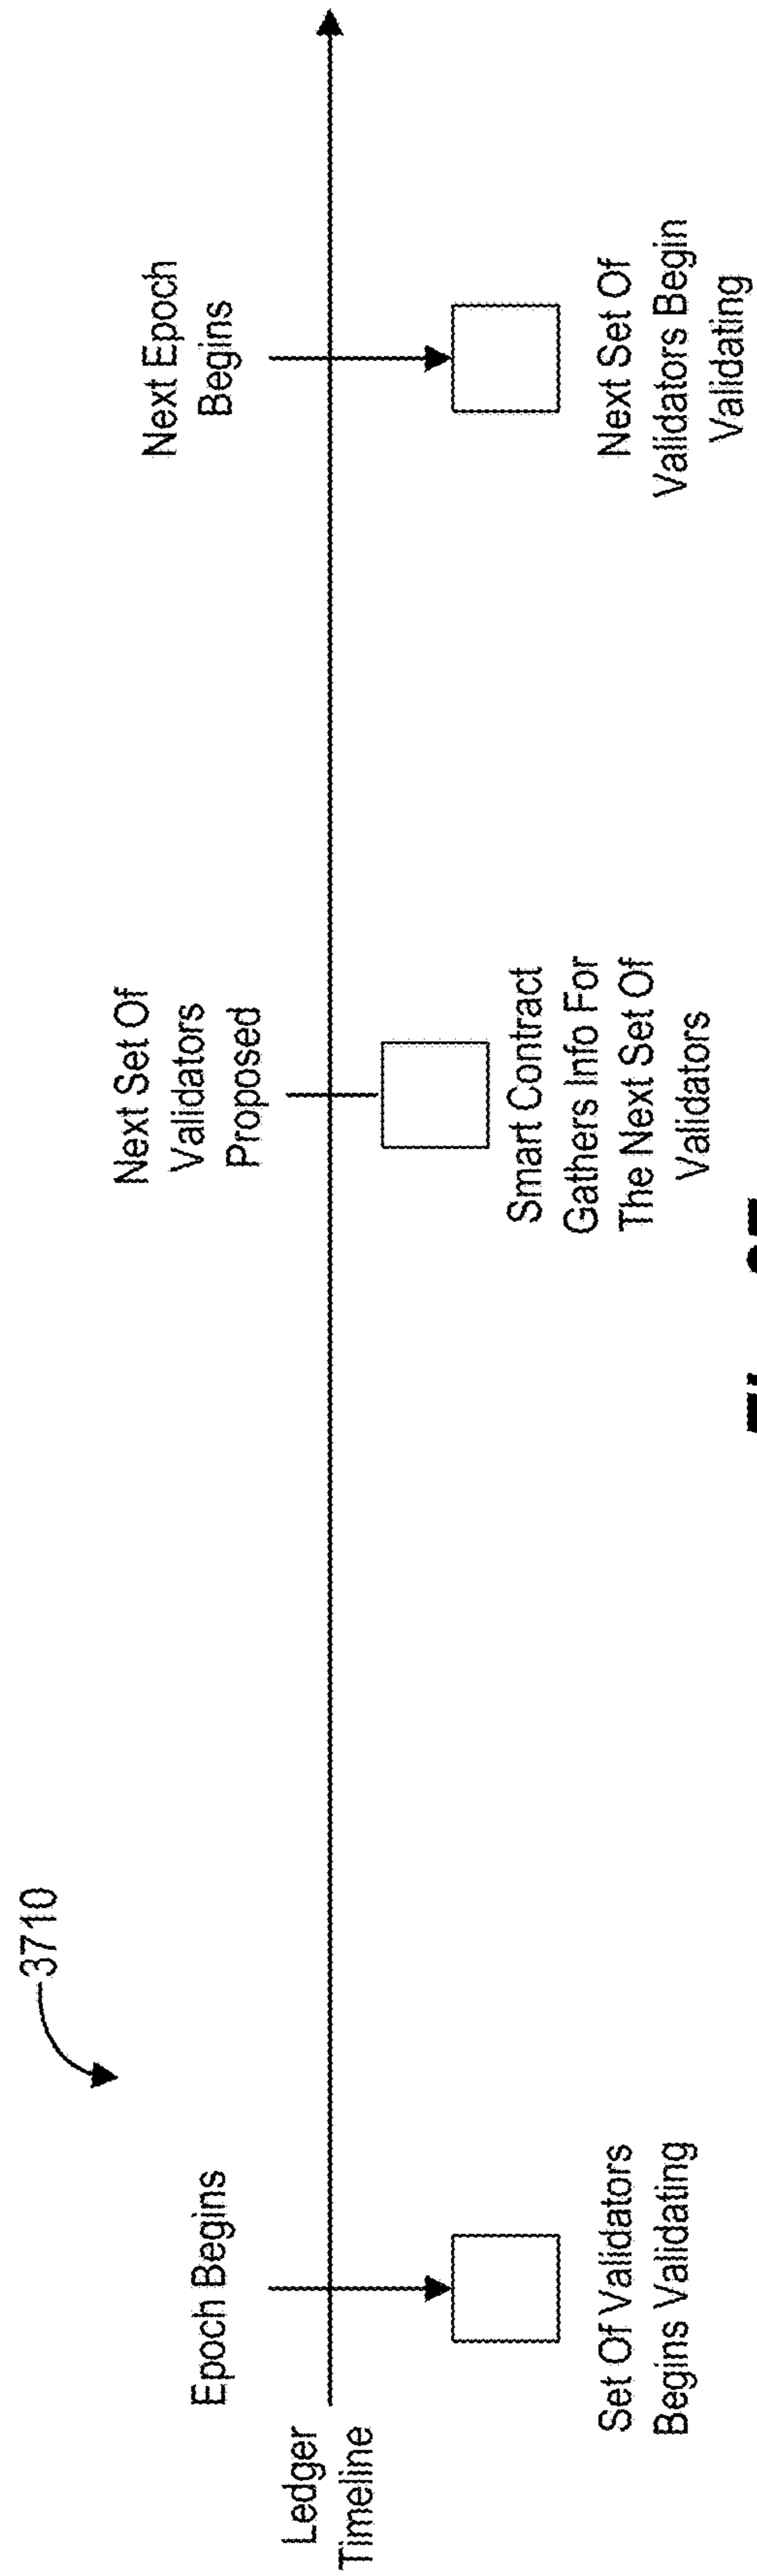 3710
Epoch Begins
Next Set Of
Validators
Proposed
Next Epoch
Begins
Ledger
Timeline
Set Of Validators
Begins Validating
Smart Contract
Gathers Info For
The Next Set Of
Validators
Next Set Of
Validators Begin
Validating